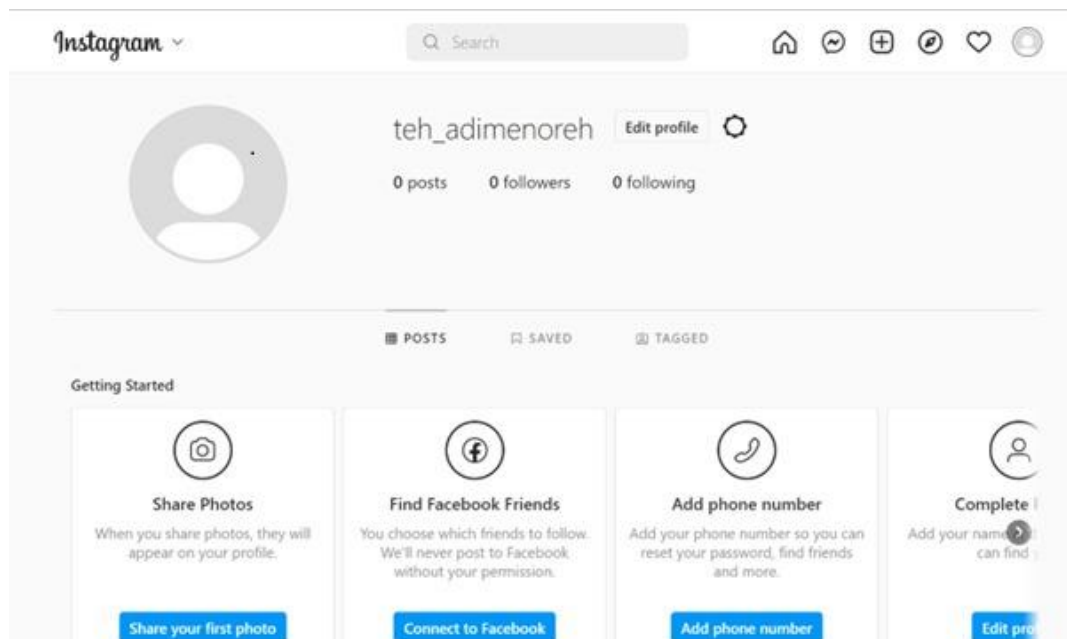 Instagram
Search
teh_adimenoreh Edit profile
0 posts 0 followers 0 following
POSTS SAVED TAGGED
Getting Started
Share Photos
When you share photos, they will
appear on your profile.
Share your first photo
Find Facebook Friends
You choose which friends to follow.
We'll never post to Facebook
without your permission.
Connect to Facebook
Add phone number
Add your phone number so you can
reset your password, find friends
and more.
Add phone number
Complete
Add your name
can find
Edit pro